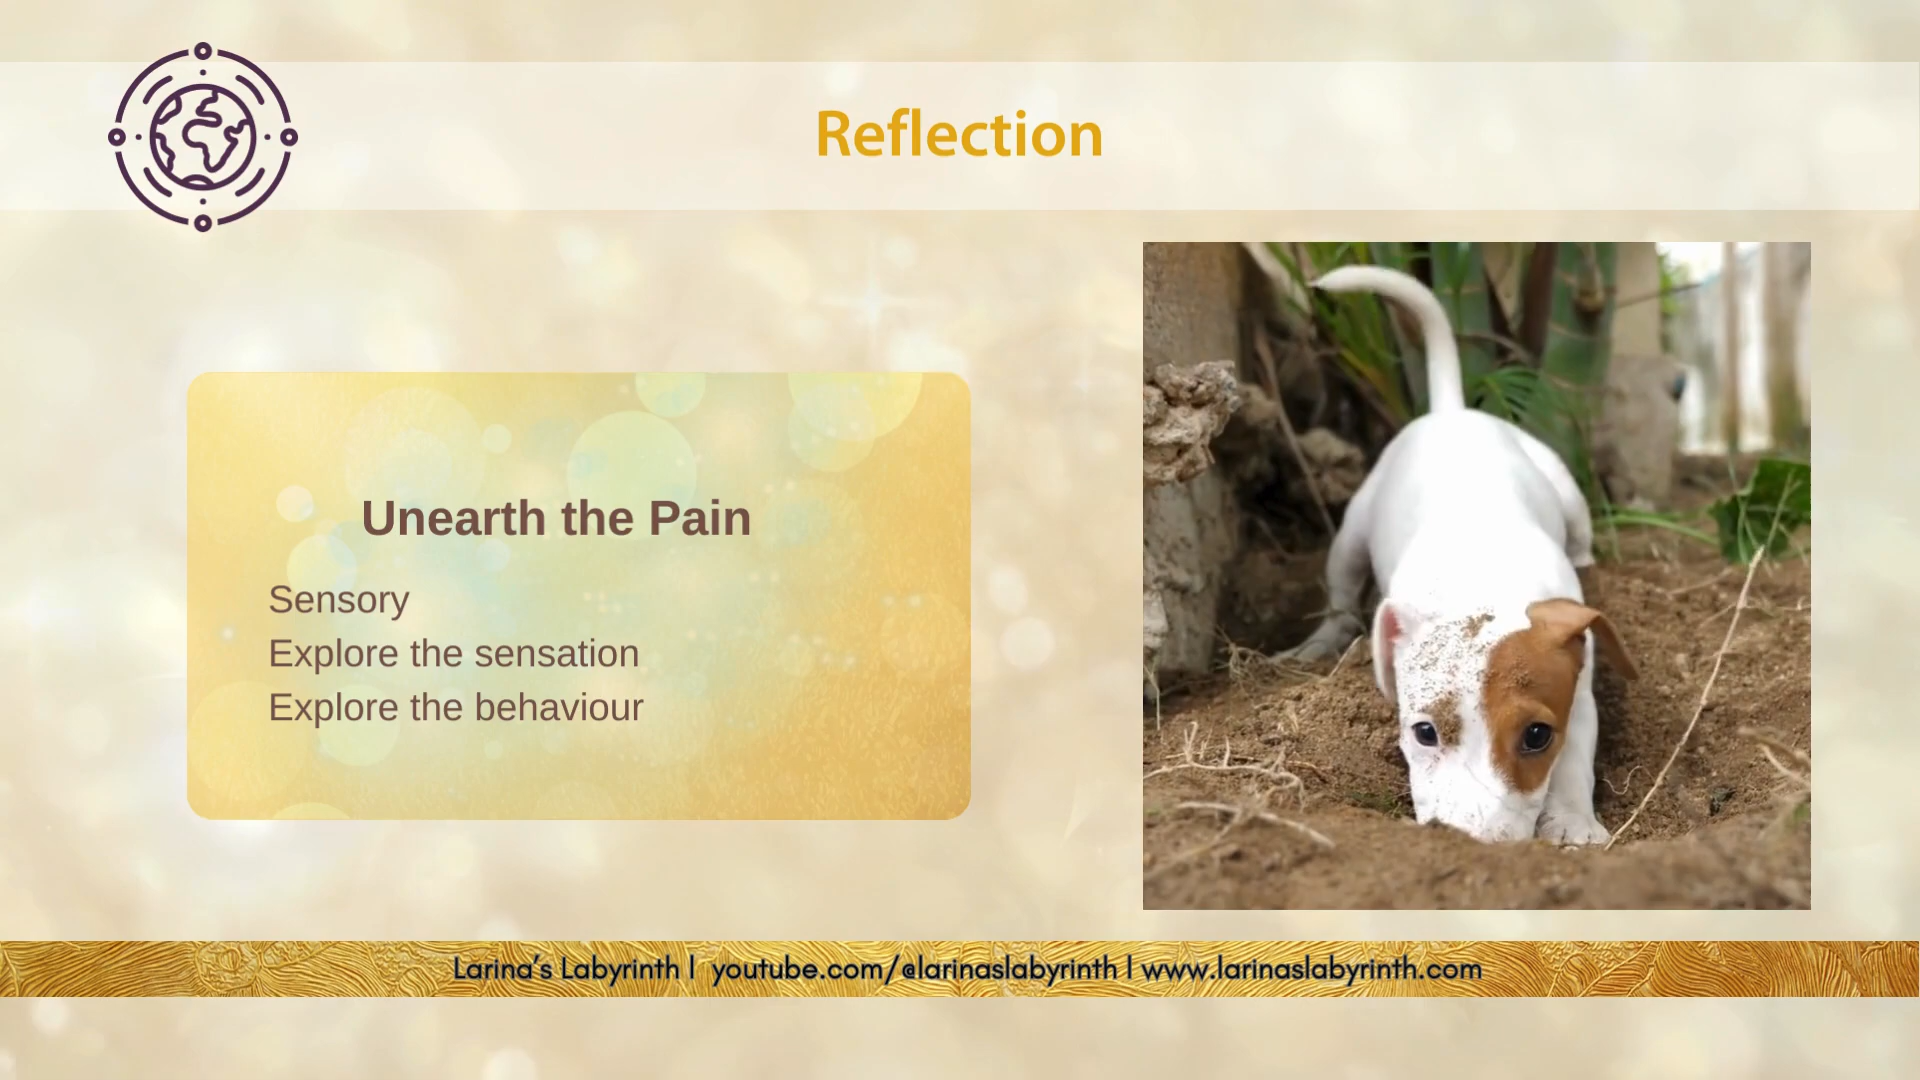 Reflection
Unearth the Pain
Sensory
Explore the sensation
Explore the behaviour
Larina's Labyrinth | youtube.com/@larinaslabyrinth | www.larinaslabyrinth.com